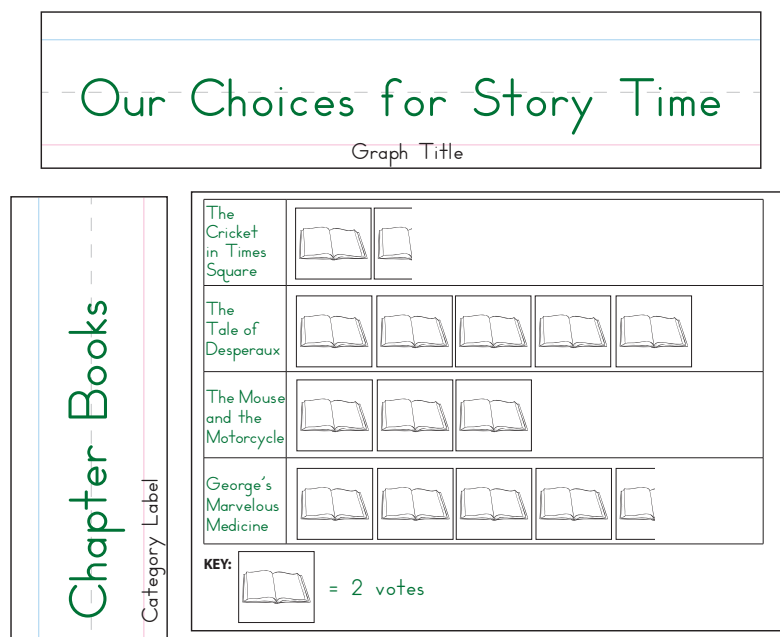 Our Choices for Story Time
Graph Title
Chapter Books
Category Label
The
Cricket
in Times
Square
The
Tale of
Desperaux
The Mouse
and the
Motorcycle
George's
Marvelous
Medicine
KEY:
= 2 votes